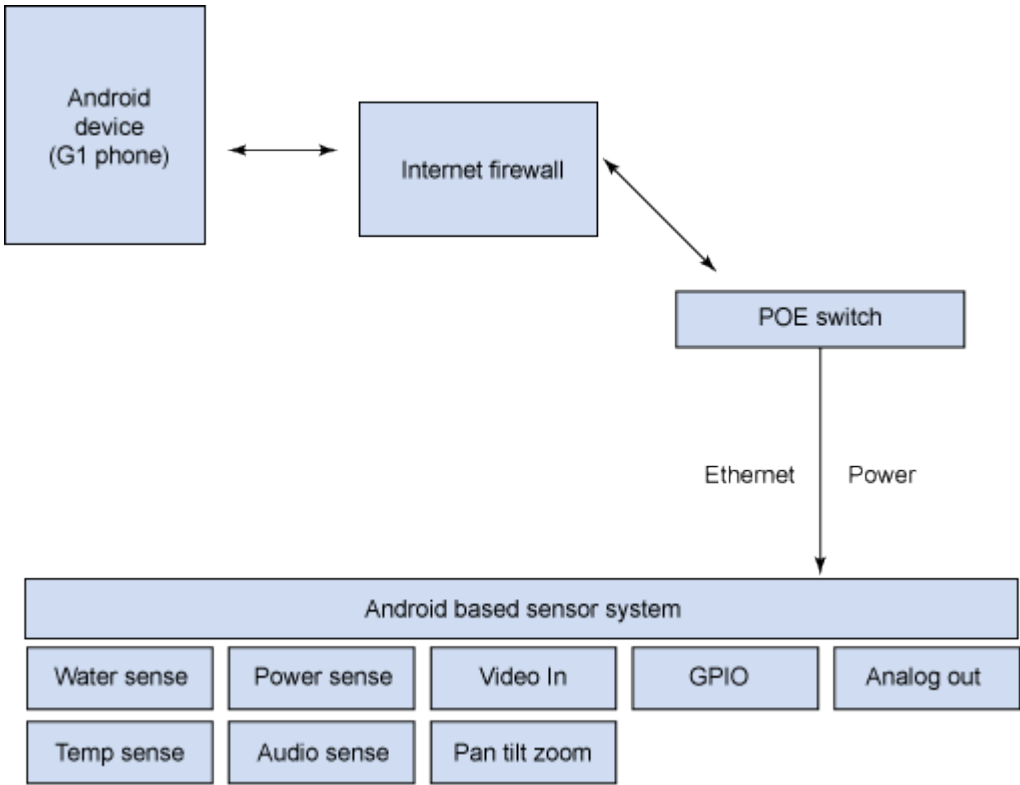 Android
device
(G1 phone)
Internet firewall
POE switch
Ethernet Power
Android based sensor system
Water sense Power sense Video In GPIO Analog out
Temp sense Audio sense Pan tilt zoom